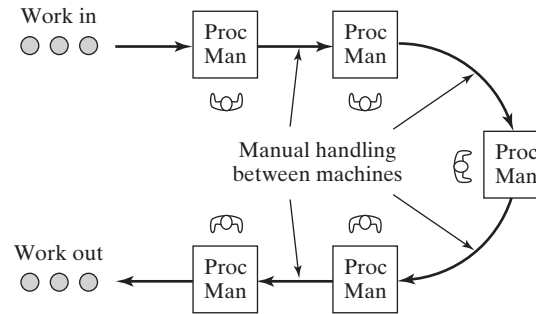 Work in
Proc
Man
Proc
Man
Proc
Man
Manual handling
between machines
Work out
Proc
Man
Proc
Man